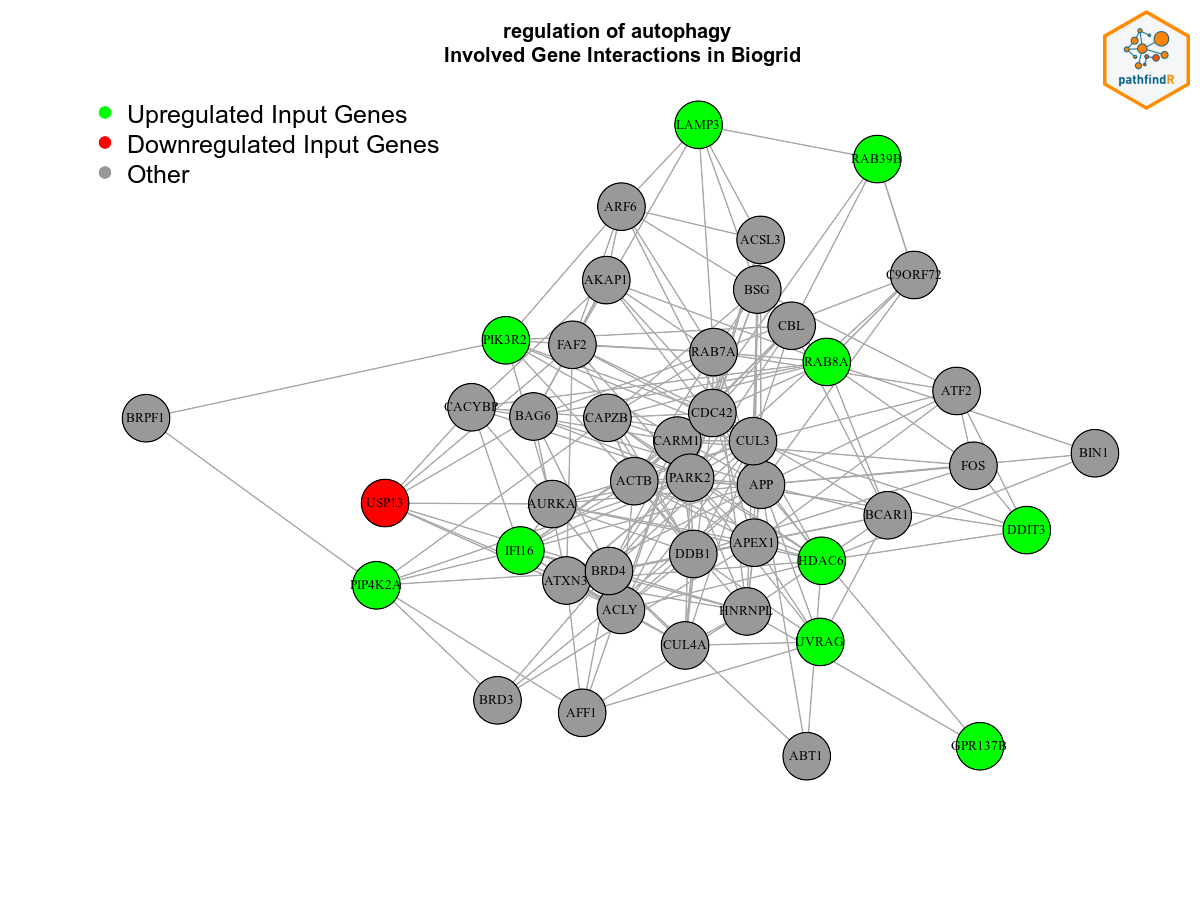 regulation of autophagy
Involved Gene Interactions in Biogrid
pathfindR
Upregulated Input Genes
Downregulated Input Genes
Other
LAMP3
RAB39B
ARF6
ACSL3
C9ORF72
AKAP1
BSG
CBL
PIK3R2
FAF2
RAB7A
RAB8A
ATF2
BRPF1
CACYBP
BAG6
CAPZB
CDC42
CARM1
CUL3
BIN1
FOS
ACTB
PARK2
APP
USP13
AURKA
BCAR1
DDIT3
IFI16
DDB1
APEX1
HDAC6
PIP4K2A
ATXN3
BRD4
ACLY
HNRNPL
CUL4A
UVRAG
BRD3
AFF1
ABT1
GPR137B